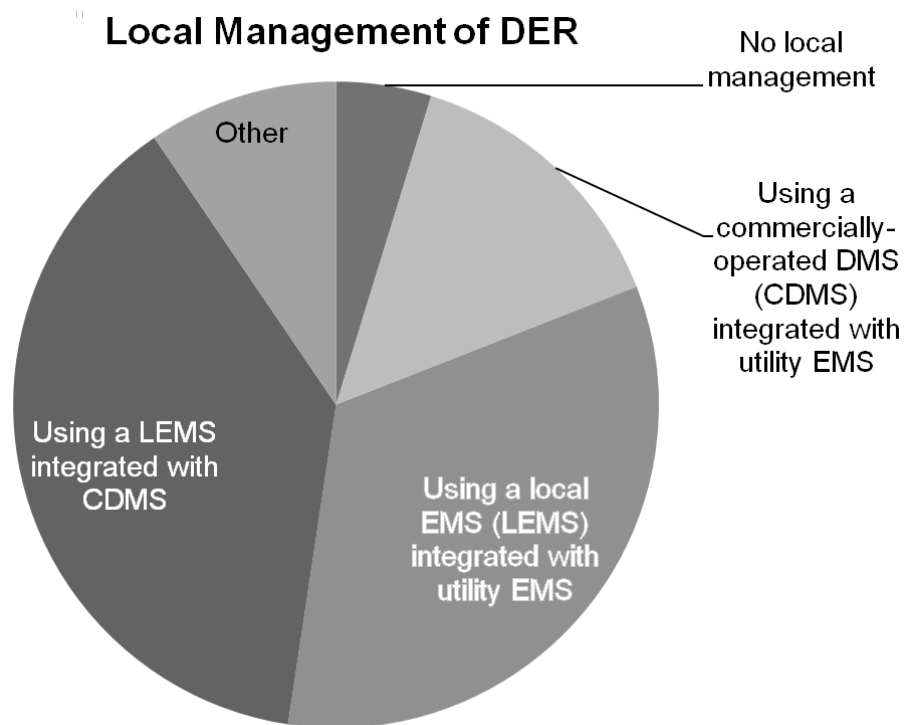 Local Management of DER
No local
management
Other
Using a
commercially-
operated DMS
(CDMS)
integrated with
utility EMS
Using a LEMS
integrated with
CDMS
Using a local
EMS (LEMS)
integrated with
utility EMS